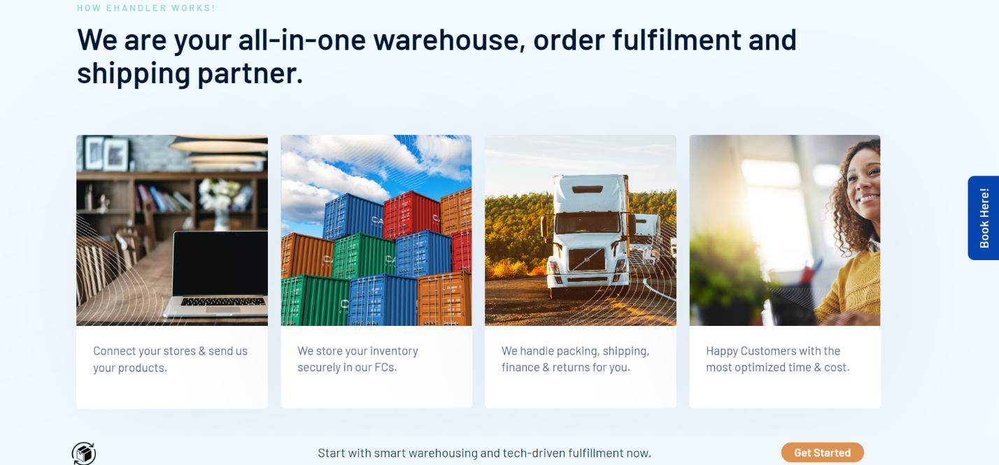 HOW EHANDLER WORKS!
We are your all-in-one warehouse, order fulfilment and
shipping partner.
Connect your stores & send us
your products.
We store your inventory
securely in our FCs.
We handle packing, shipping,
finance & returns for you.
Happy Customers with the
most optimized time & cost.
Book Here!
Start with smart warehousing and tech-driven fulfillment now.
Get Started